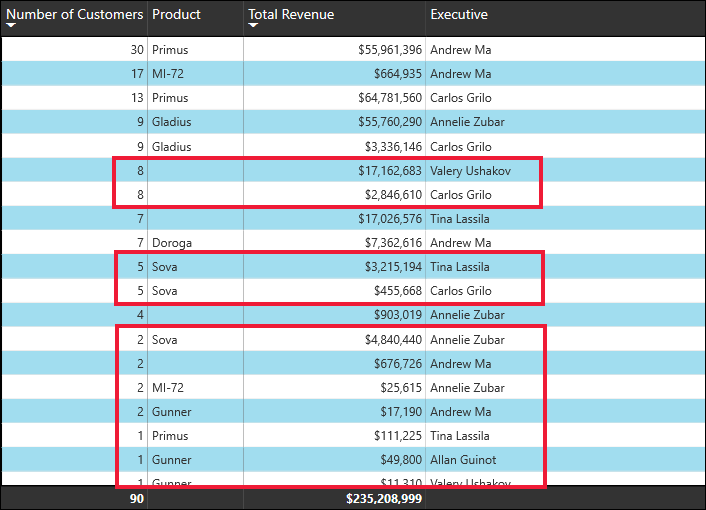 Number of Customers Product Total Revenue Executive
30 Primus $55,961,396 Andrew Ma
17 MI-72 $664,935 Andrew Ma
13 Primus $64,781,560 Carlos Grilo
9 Gladius $55,760,290 Annelie Zubar
9 Gladius $3,336,146 Carlos Grilo
8 $17,162,683 Valery Ushakov
8 $2,846,610 Carlos Grilo
7 $17,026,576 Tina Lassila
7 Doroga $7,362,616 Andrew Ma
5 Sova $3,215,194 Tina Lassila
5 Sova $455,668 Carlos Grilo
4 $903,019 Annelie Zubar
2 Sova $4,840,440 Annelie Zubar
2 $676,726 Andrew Ma
2 MI-72 $25,615 Annelie Zubar
2 Gunner $17,190 Andrew Ma
1 Primus $111,225 Tina Lassila
1 Gunner $49,800 Allan Guinot
1 Gunner $11,310 Valery Ushakov
90 $235,208,999